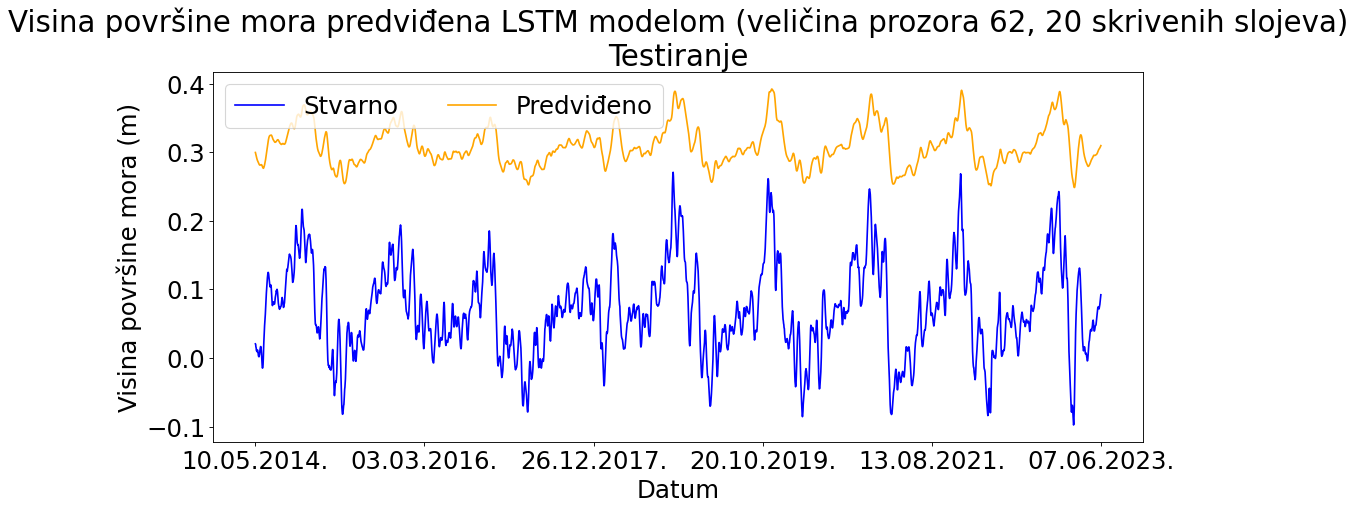 Visina površine mora predviđena LSTM modelom (veličina prozora 62, 20 skrivenih slojeva)
Testiranje
Stvarno Predviđeno
Visina površine mora (m)
0.4
0.3
0.2
0.1
0.0
−0.1
10.05.2014. 03.03.2016. 26.12.2017. 20.10.2019. 13.08.2021. 07.06.2023.
Datum